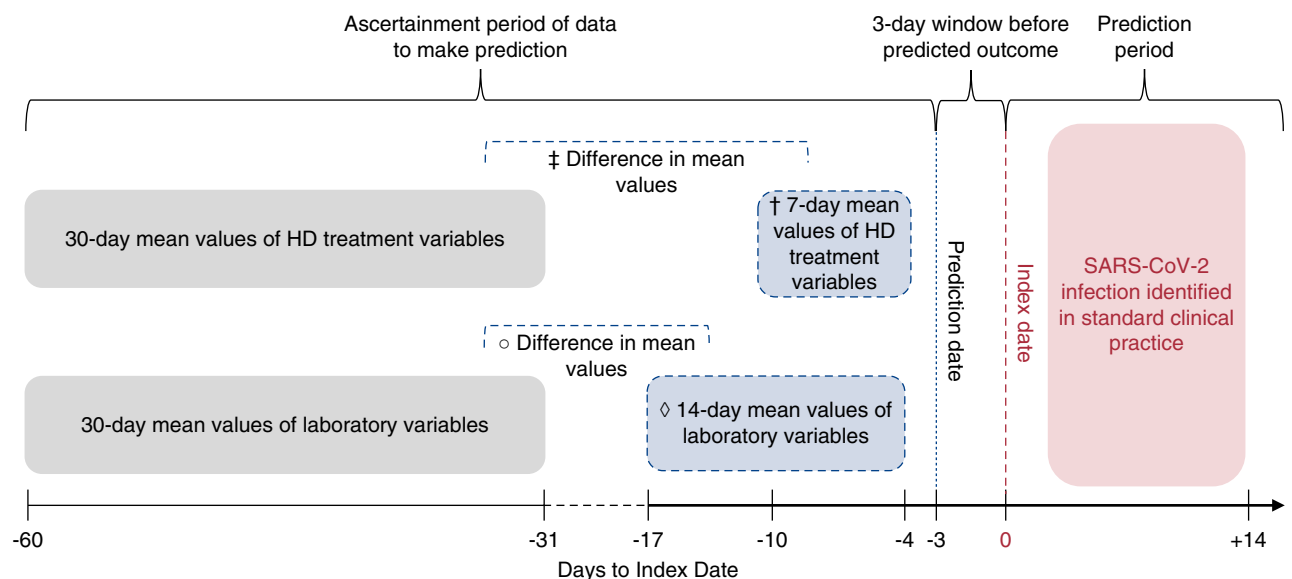 Ascertainment period of data
to make prediction
3-day window before
predicted outcome
Prediction
period
‡ Difference in mean
values
30-day mean values of HD treatment variables
† 7-day mean
values of HD
treatment
variables
Prediction date
Index date
SARS-CoV-2
infection identified
in standard clinical
practice
○ Difference in mean
values
30-day mean values of laboratory variables
◊ 14-day mean values of
laboratory variables
-60 -31 -17 -10 -4 -3 0 +14
Days to Index Date